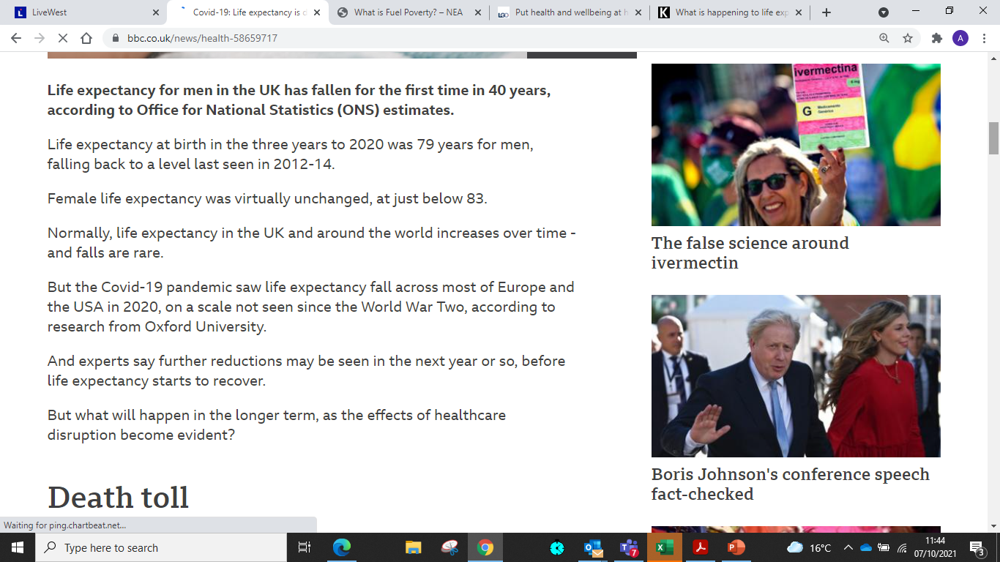 LiveWest
Covid-19: Life expectancy is d
What is Fuel Poverty? – NEA
LGO
Put health and wellbeing at h
K
What is happening to life exp
A
bbc.co.uk/news/health-58659717
Life expectancy for men in the UK has fallen for the first time in 40 years,
according to Office for National Statistics (ONS) estimates.
Life expectancy at birth in the three years to 2020 was 79 years for men,
falling back to a level last seen in 2012-14.
Female life expectancy was virtually unchanged, at just below 83.
Normally, life expectancy in the UK and around the world increases over time -
and falls are rare.
But the Covid-19 pandemic saw life expectancy fall across most of Europe and
the USA in 2020, on a scale not seen since the World War Two, according to
research from Oxford University.
And experts say further reductions may be seen in the next year or so, before
life expectancy starts to recover.
But what will happen in the longer term, as the effects of healthcare
disruption become evident?
Death toll
ivermectina
G
Medicamento
Genérico
The false science around
ivermectin
Boris Johnson's conference speech
fact-checked
Waiting for ping.chartbeat.net...
Type here to search
7
16°C
11:44
07/10/2021
3